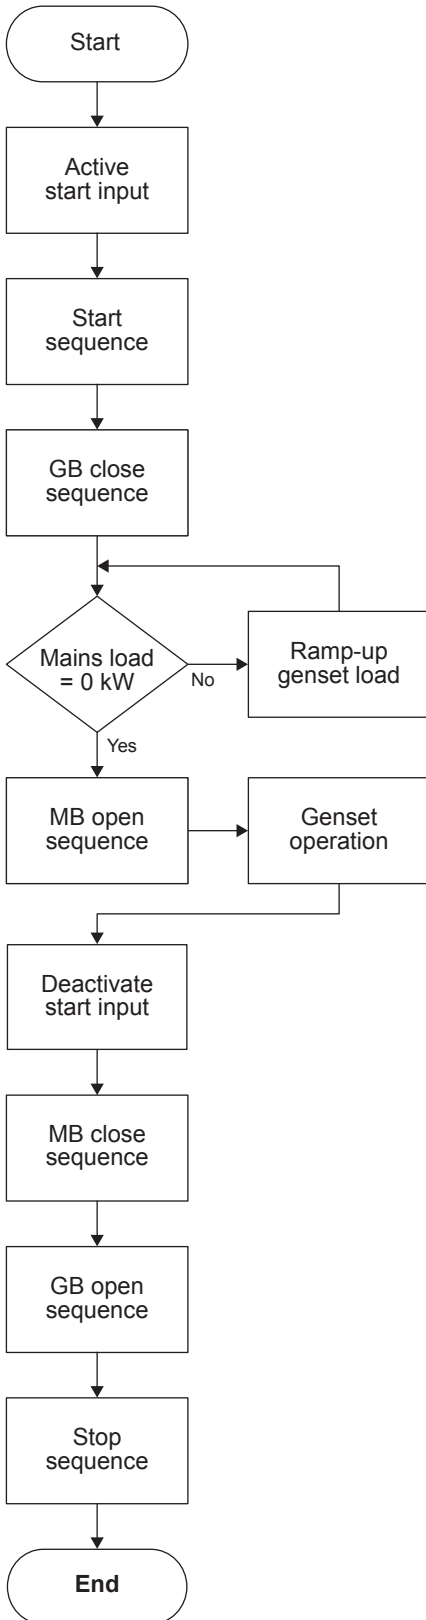 Start
Active
start input
Start
sequence
GB close
sequence
Mains load
= 0 kW
No
Ramp-up
genset load
Yes
MB open
sequence
Genset
operation
Deactivate
start input
MB close
sequence
GB open
sequence
Stop
sequence
End